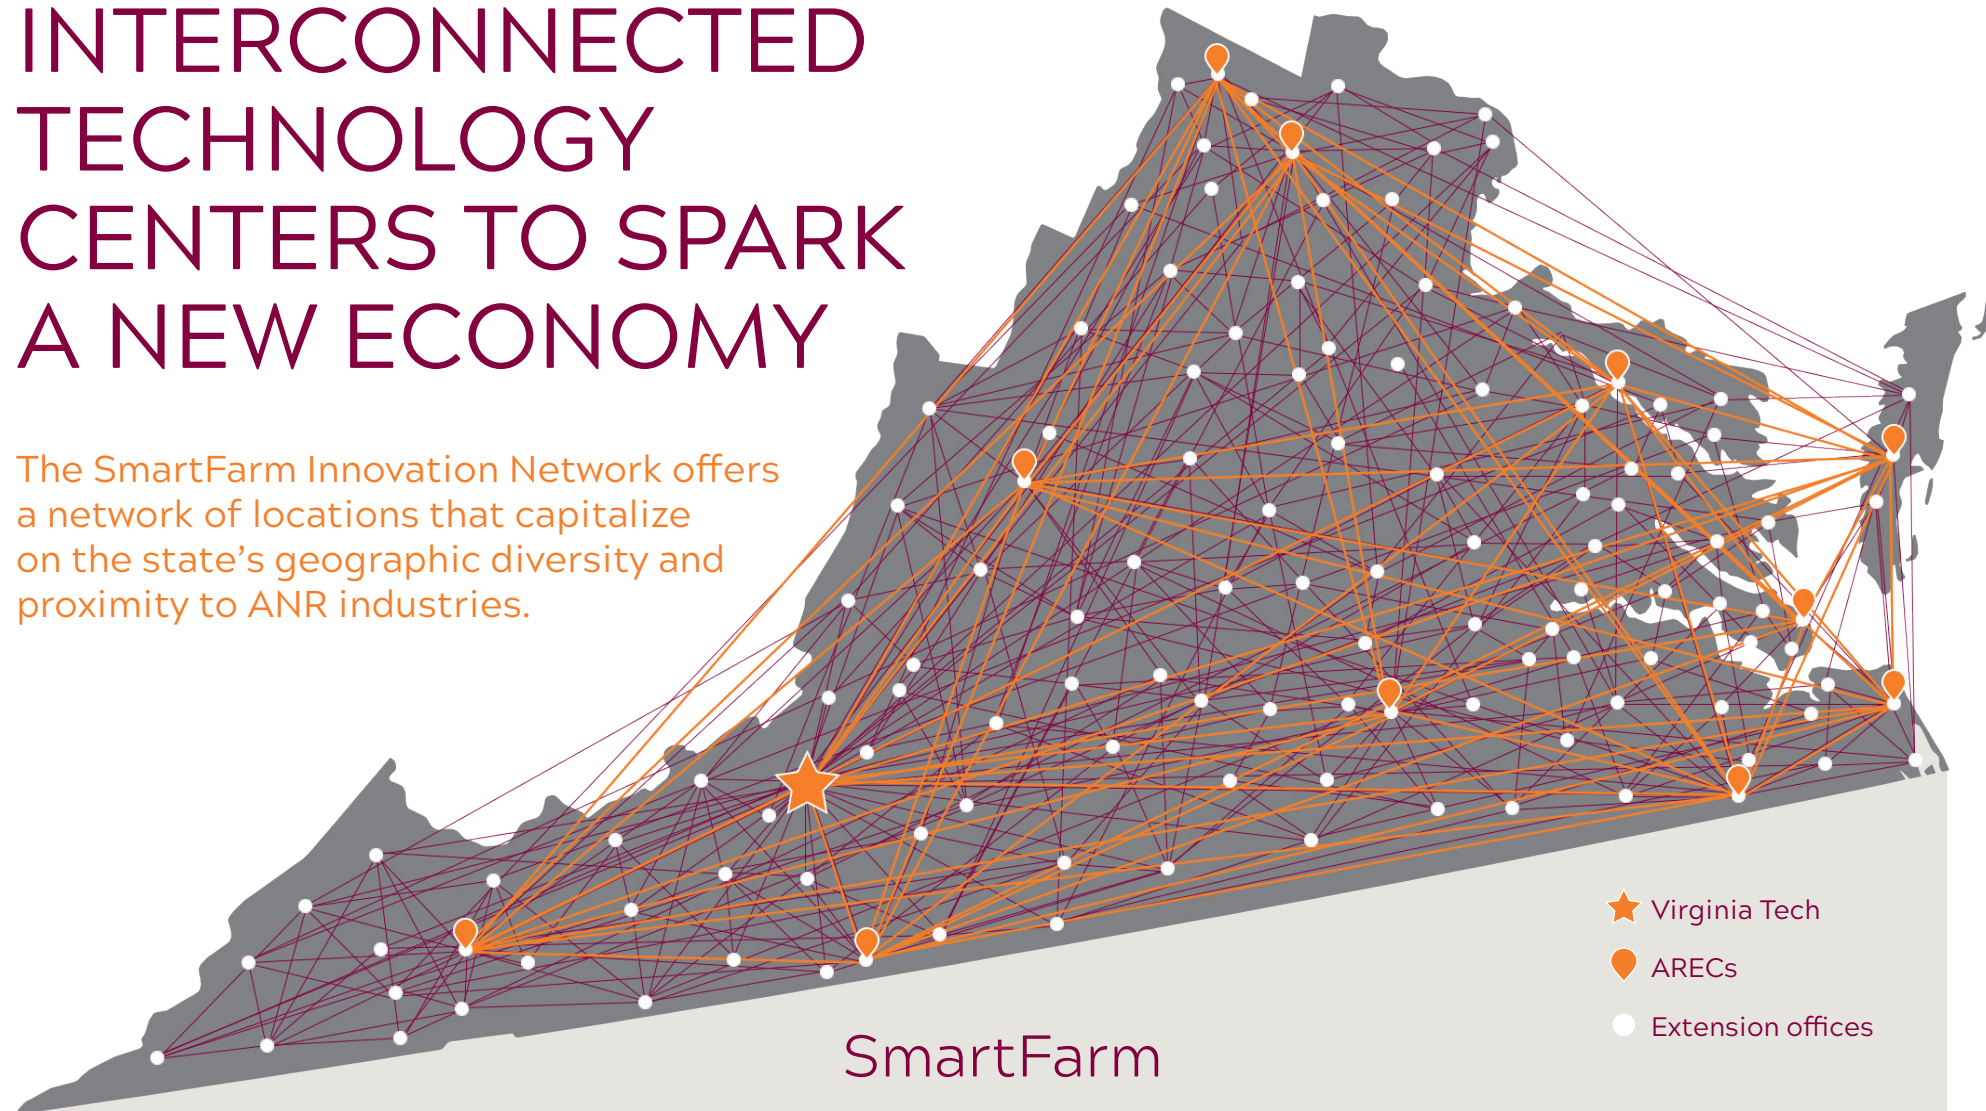 INTERCONNECTED
TECHNOLOGY
CENTERS TO SPARK
A NEW ECONOMY
The SmartFarm Innovation Network offers
a network of locations that capitalize
on the state’s geographic diversity and
proximity to ANR industries.
Virginia Tech
ARECs
Extension offices
SmartFarm